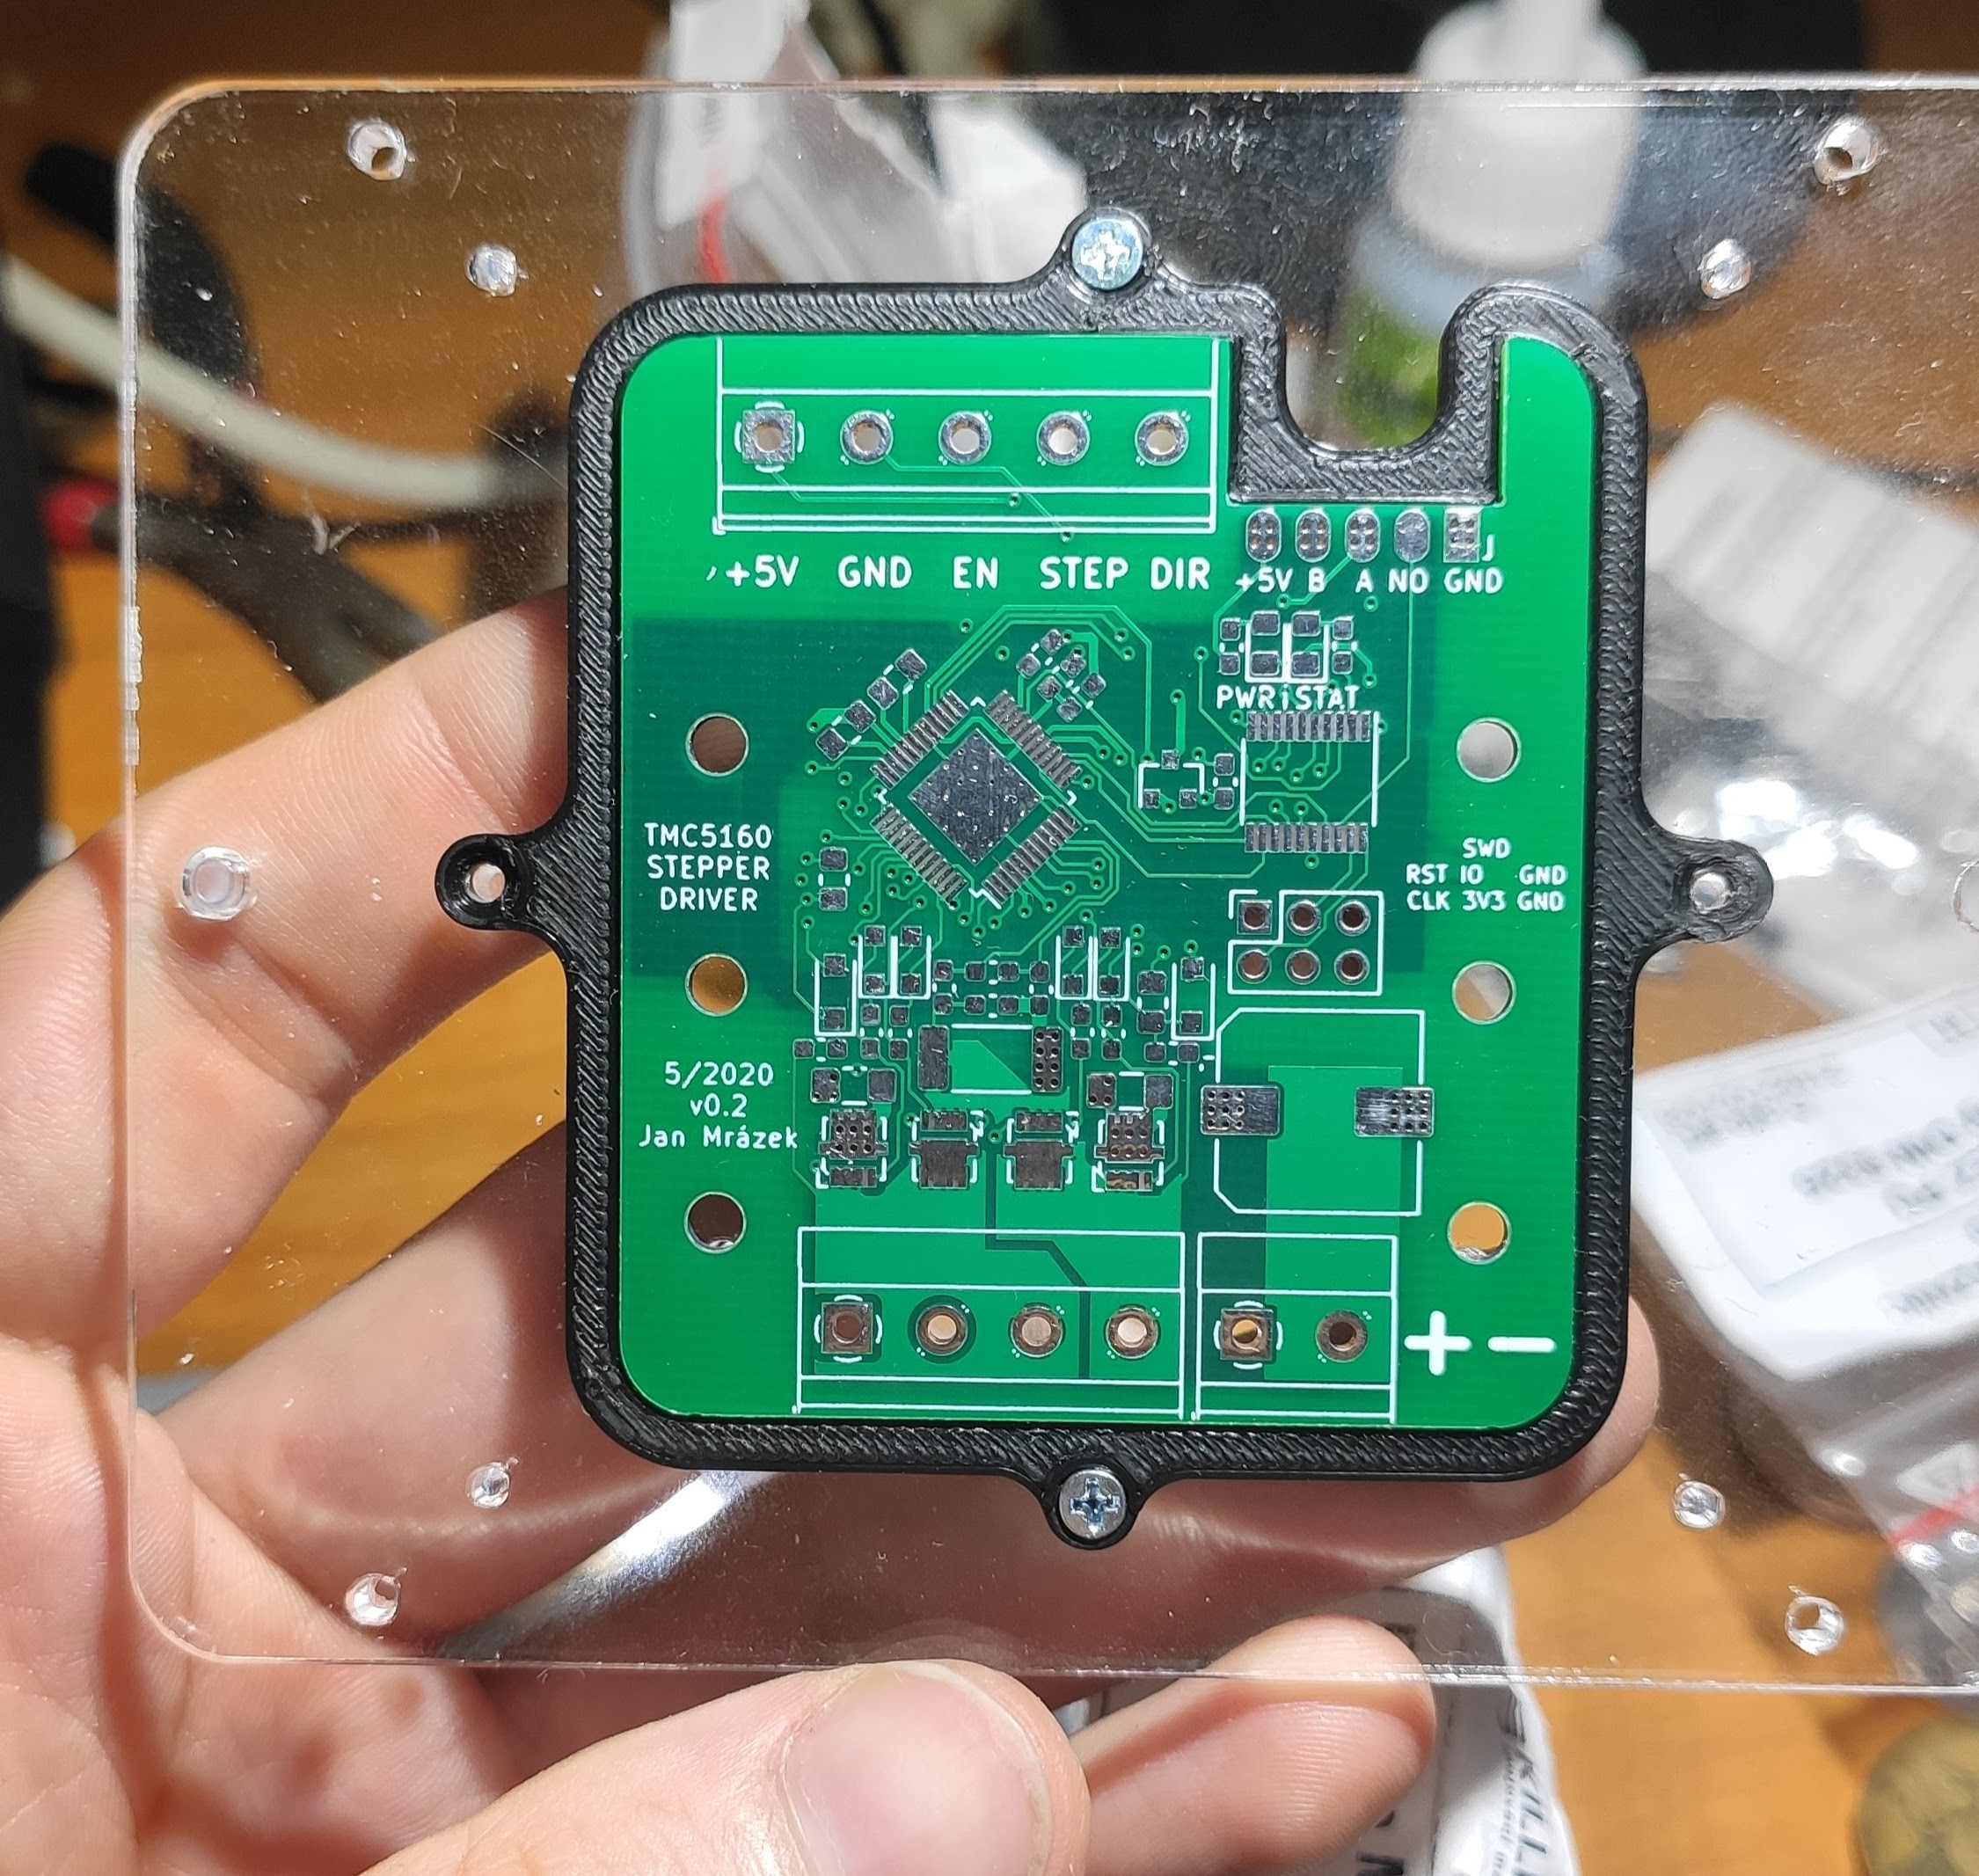 +5V GND EN STEP DIR
+5V B A NO GND
PWR STAT
TMC5160
STEPPER
DRIVER
SWD
RST IO GND
CLK 3V3 GND
5/2020
v0.2
Jan Mrázek
+ −